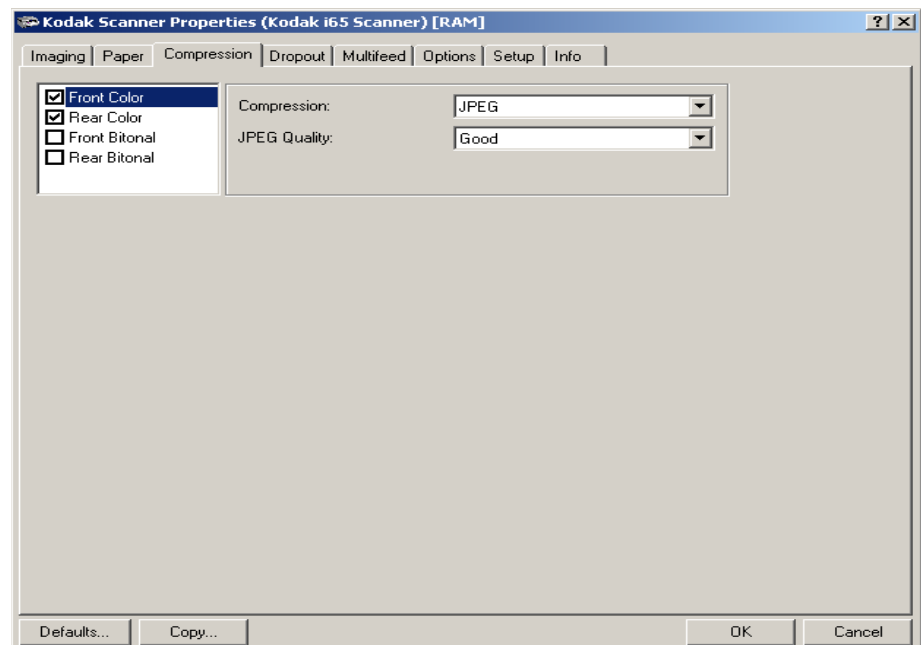 Kodak Scanner Properties (Kodak i65 Scanner) [RAM]
Imaging Paper Compression Dropout Multifeed Options Setup Info
Front Color
Rear Color
Front Bitonal
Rear Bitonal
Compression: JPEG
JPEG Quality: Good
Defaults... Copy... OK Cancel